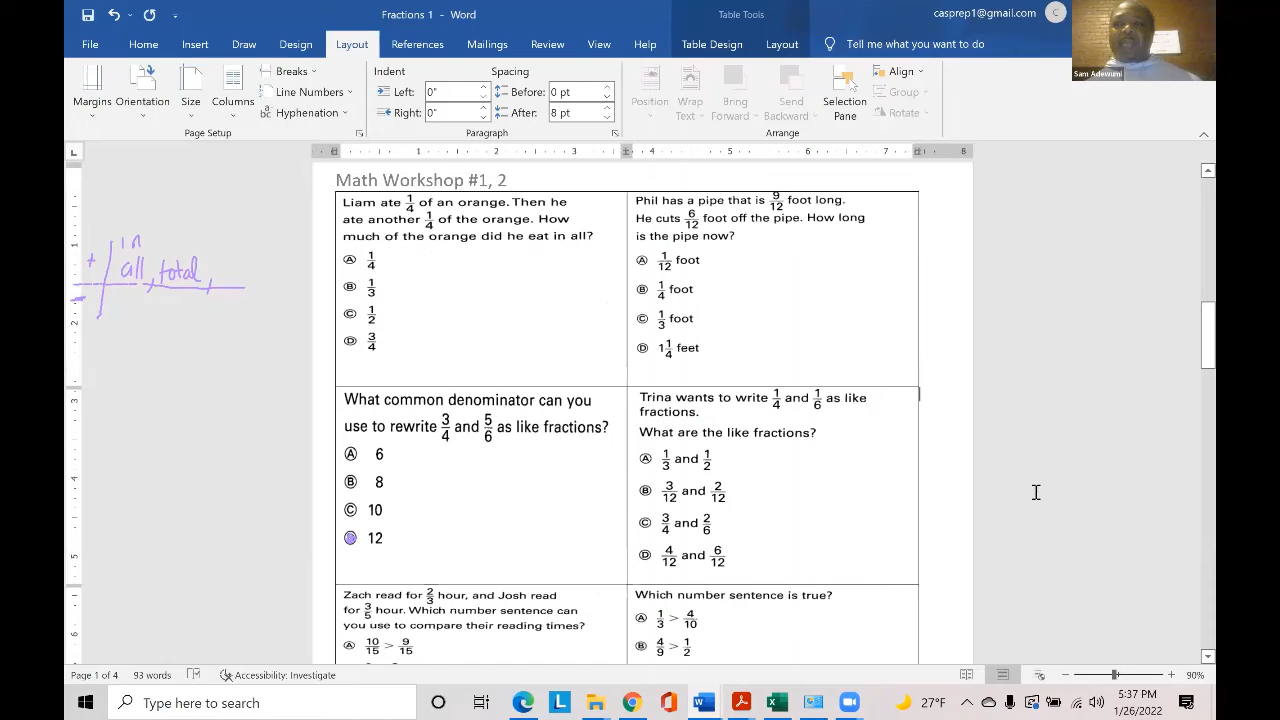 Fractions 1 - Word
Table Tools
casprep1@gmail.com
C
File
Home
Insert
Draw
Design
Layout
References
Mailings
Review
View
Help
Table Design
Layout
Tell me what you want to do
Sam Adewumi
Margins
Orientation
Size
Columns
Breaks
Line Numbers
Hyphenation
Page Setup
Indent
Left: 0"
Right: 0"
Spacing
Before: 0 pt
After: 8 pt
Paragraph
Position
Wrap Text
Bring Forward
Send Backward
Selection Pane
Align
Group
Rotate
Arrange
L
1 2 3 4 5 6 7 8
Math Workshop #1, 2
Liam ate 1/4 of an orange. Then he
ate another 1/4 of the orange. How
much of the orange did he eat in all?
A 1/4
B 1/3
C 1/2
D 3/4
Phil has a pipe that is 9/12 foot long.
He cuts 6/12 foot off the pipe. How long
is the pipe now?
A 1/12 foot
B 1/4 foot
C 1/3 foot
D 1 1/4 feet
+ in
all, total,
-
What common denominator can you
use to rewrite 3/4 and 5/6 as like fractions?
A 6
B 8
C 10
D 12
Trina wants to write 1/4 and 1/6 as like
fractions.
What are the like fractions?
A 1/3 and 1/2
B 3/12 and 2/12
C 3/4 and 2/6
D 4/12 and 6/12
Zach read for 2/3 hour, and Josh read
for 3/5 hour. Which number sentence can
you use to compare their reading times?
A 10/15 > 9/15
Which number sentence is true?
A 1/3 > 4/10
B 4/9 > 1/2
Page 1 of 4
93 words
Accessibility: Investigate
90%
Type here to search
27°F
5:37 PM
1/26/2022